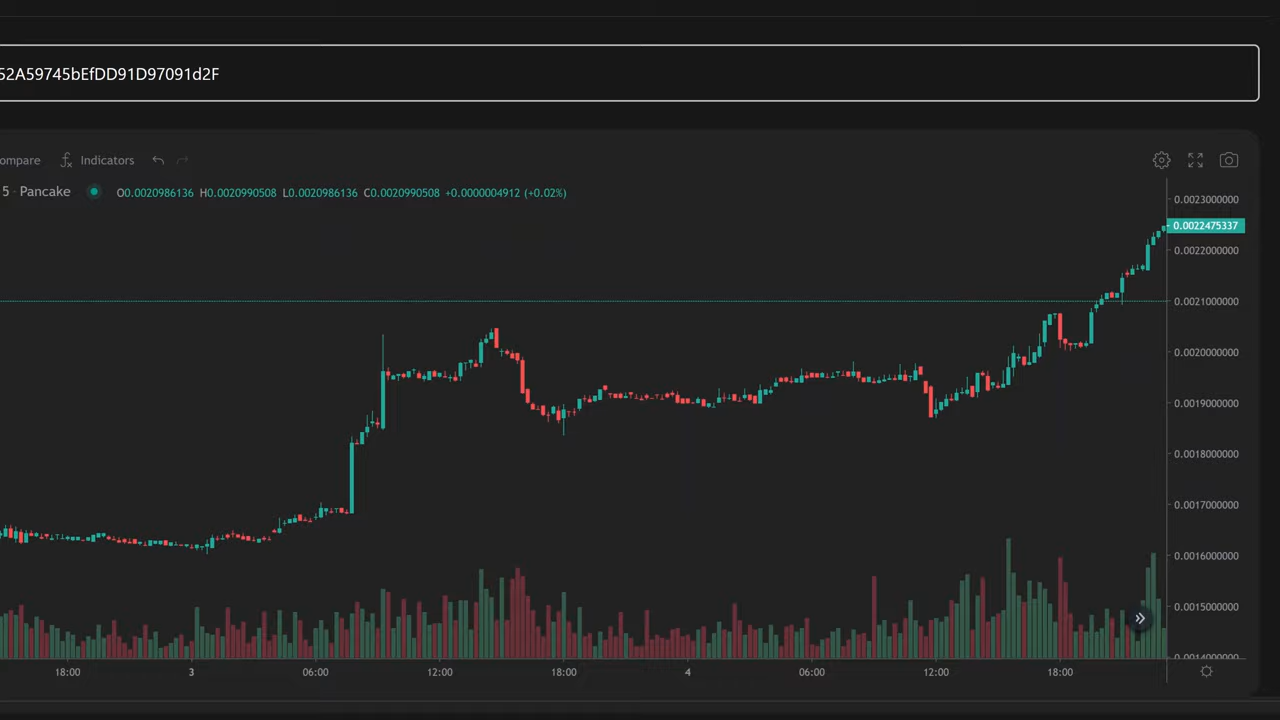 52A59745bEfDD91D97091d2F
ompare Indicators
5 · Pancake O0.0020986136 H0.0020990508 L0.0020986136 C0.0020990508 +0.0000004912 (+0.02%)
0.0023000000
0.0022475337
0.0022000000
0.0021000000
0.0020000000
0.0019000000
0.0018000000
0.0017000000
0.0016000000
0.0015000000
0.0014000000
18:00 3 06:00 12:00 18:00 4 06:00 12:00 18:00